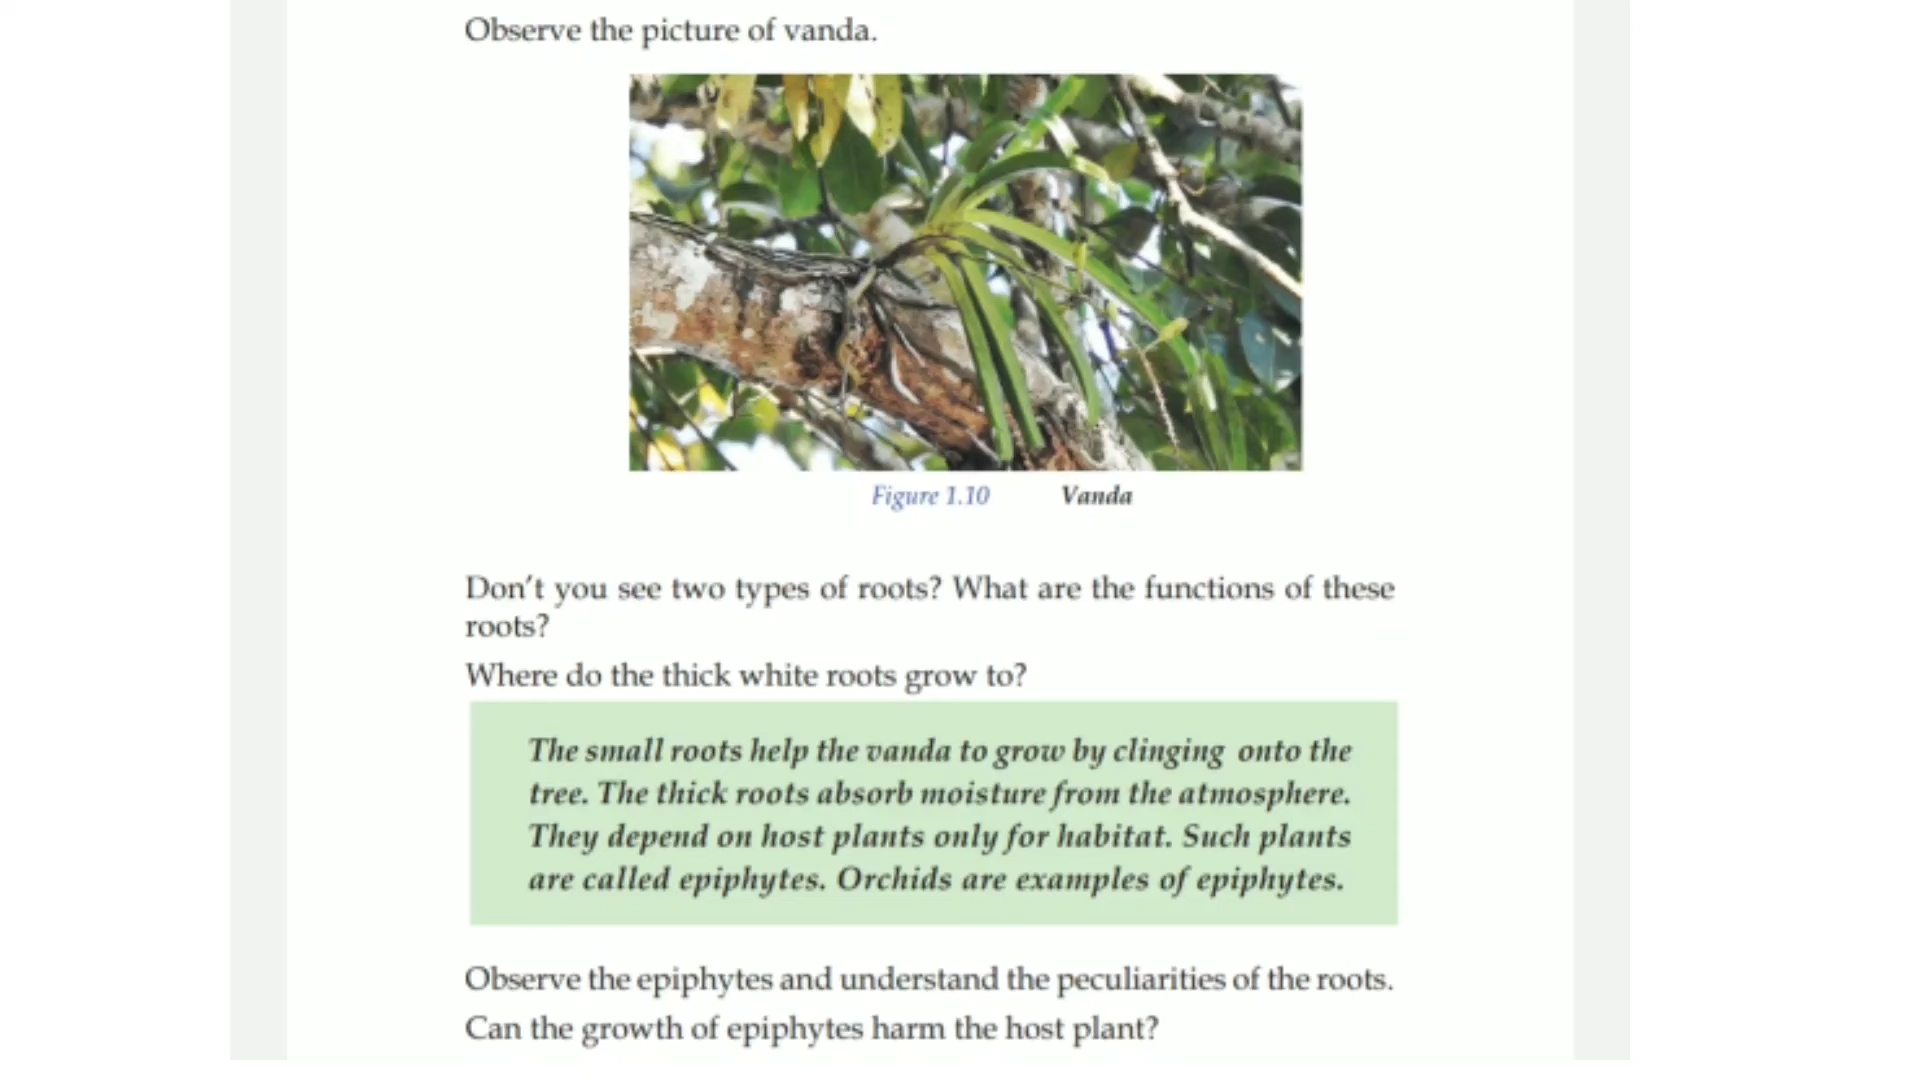 Observe the picture of vanda.
Figure 1.10 Vanda
Don't you see two types of roots? What are the functions of these
roots?
Where do the thick white roots grow to?
The small roots help the vanda to grow by clinging onto the
tree. The thick roots absorb moisture from the atmosphere.
They depend on host plants only for habitat. Such plants
are called epiphytes. Orchids are examples of epiphytes.
Observe the epiphytes and understand the peculiarities of the roots.
Can the growth of epiphytes harm the host plant?